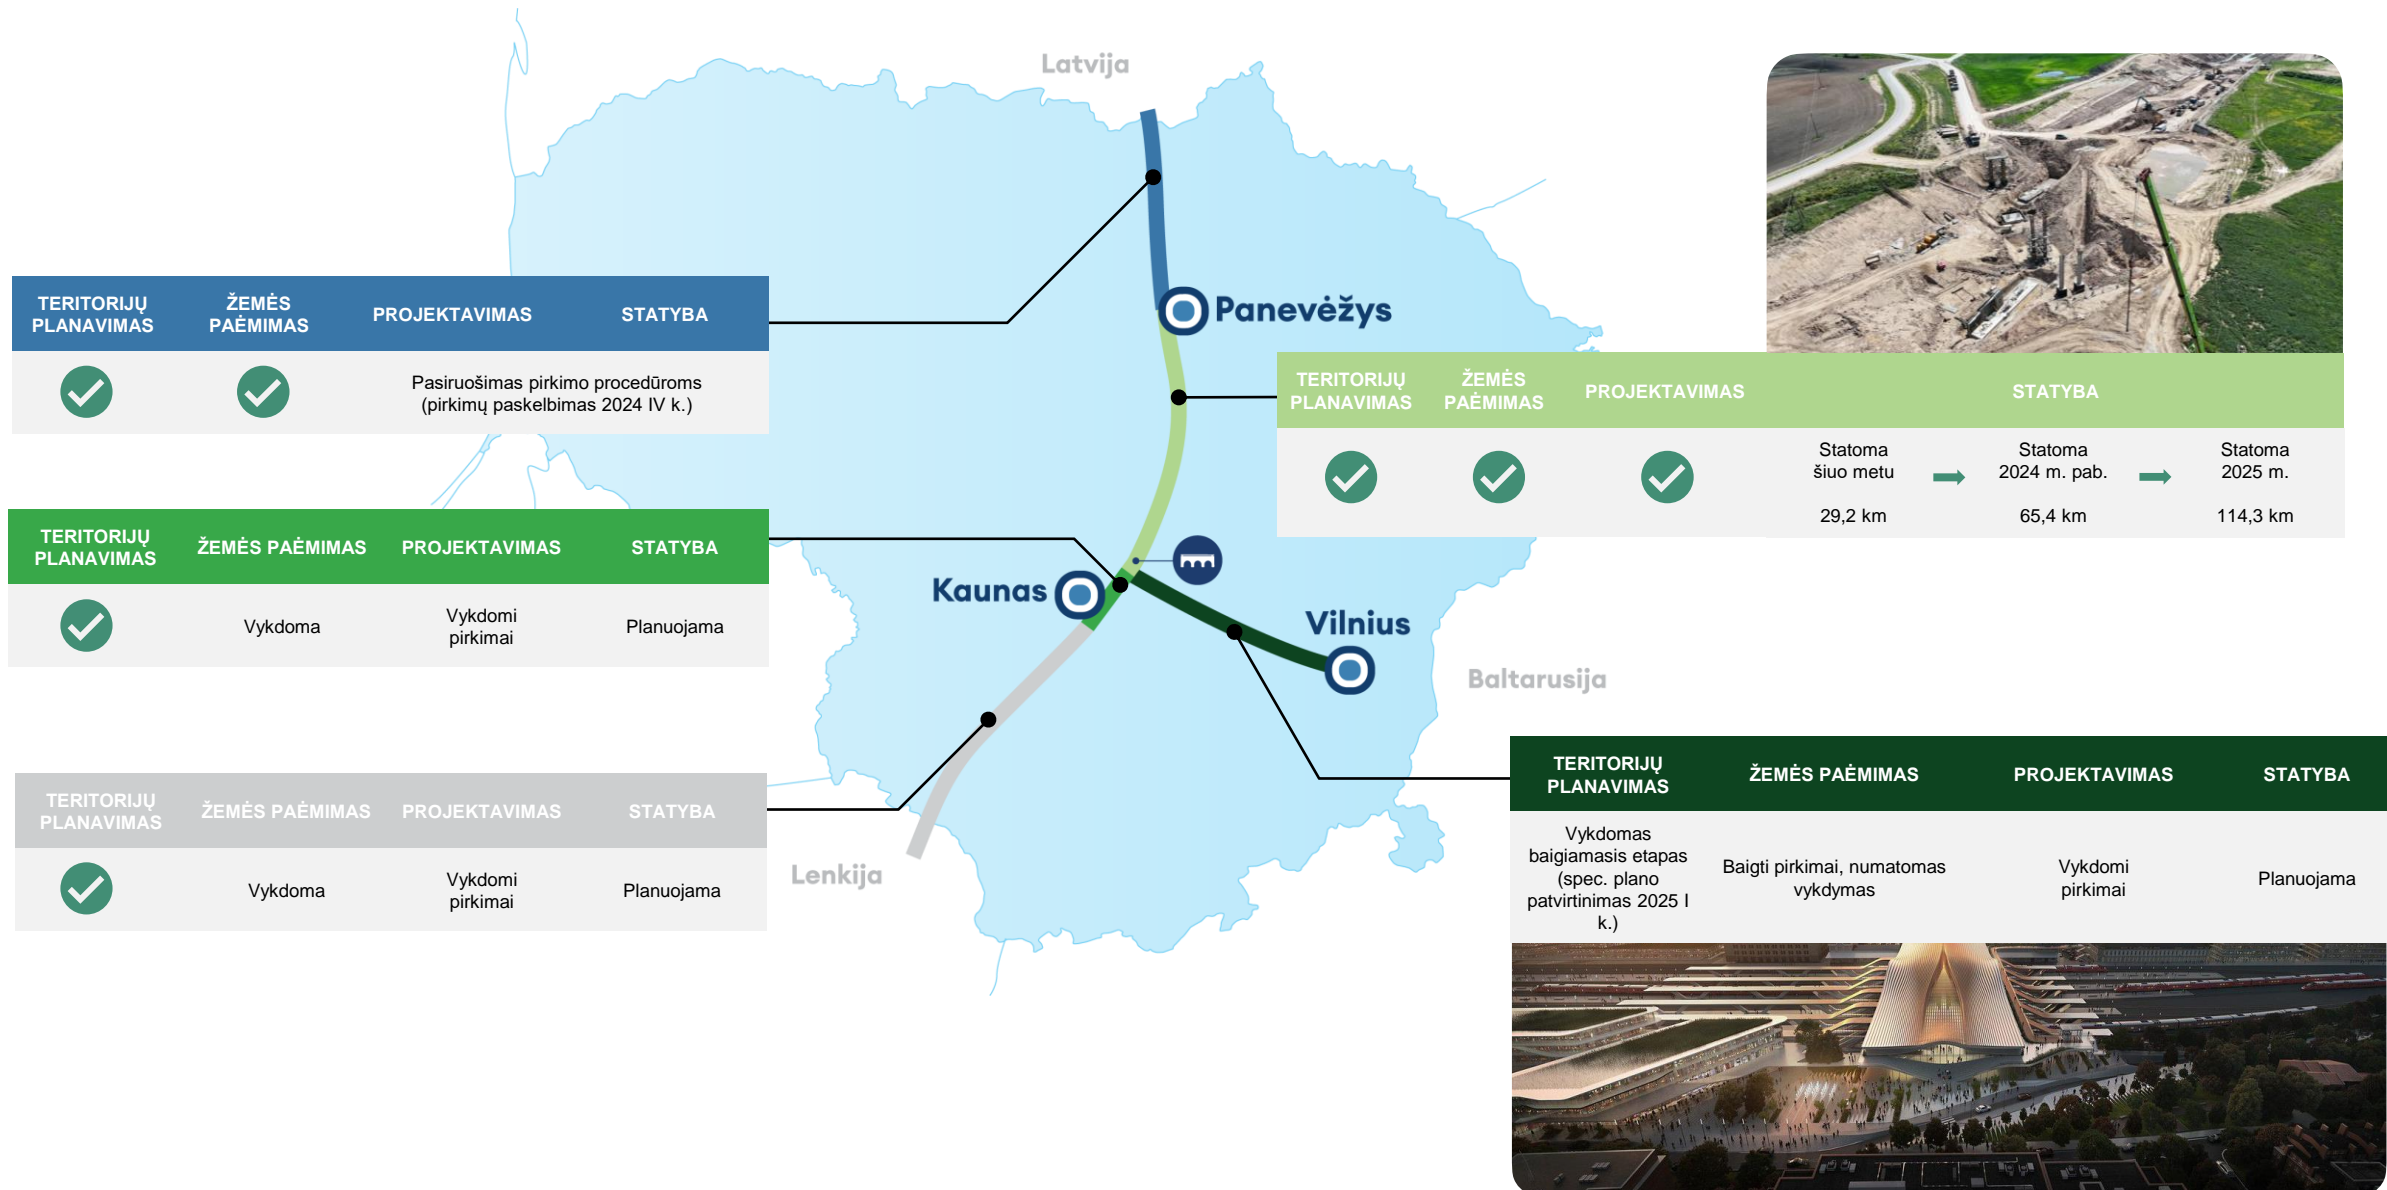 Latvija
TERITORIJŲ
PLANAVIMAS
ŽEMĖS
PAĖMIMAS
PROJEKTAVIMAS
STATYBA
Pasiruošimas pirkimo procedūroms
(pirkimų paskelbimas 2024 IV k.)
Panevėžys
TERITORIJŲ
PLANAVIMAS
ŽEMĖS
PAĖMIMAS
PROJEKTAVIMAS
STATYBA
Statoma
šiuo metu
29,2 km
Statoma
2024 m. pab.
65,4 km
Statoma
2025 m.
114,3 km
TERITORIJŲ
PLANAVIMAS
ŽEMĖS PAĖMIMAS
PROJEKTAVIMAS
STATYBA
Vykdoma
Vykdomi
pirkimai
Planuojama
Kaunas
Vilnius
Baltarusija
TERITORIJŲ
PLANAVIMAS
ŽEMĖS PAĖMIMAS
PROJEKTAVIMAS
STATYBA
Vykdoma
Vykdomi
pirkimai
Planuojama
Lenkija
TERITORIJŲ
PLANAVIMAS
ŽEMĖS PAĖMIMAS
PROJEKTAVIMAS
STATYBA
Vykdomas
baigiamasis etapas
(spec. plano
patvirtinimas 2025 I
k.)
Baigti pirkimai, numatomas
vykdymas
Vykdomi
pirkimai
Planuojama